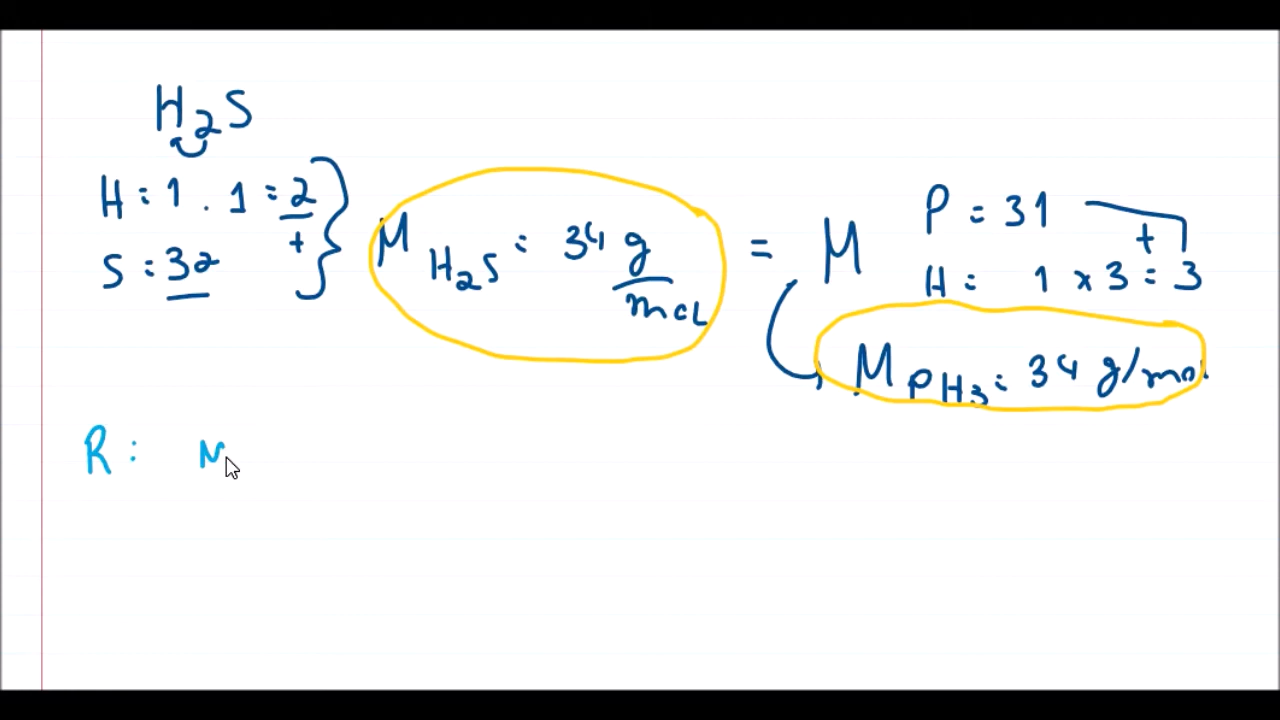 H₂S
H : 1 . 1 = 2
+
S : 32
M H₂S = 34 g/mol
= M
P = 31
+
H = 1 x 3 = 3
M PH₃ = 34 g/mol
R :